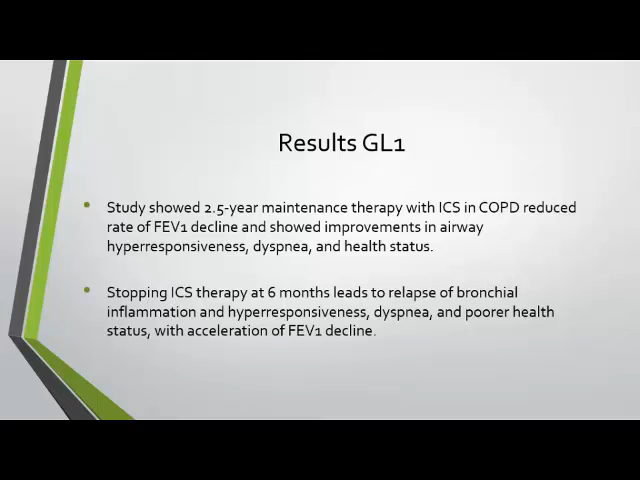 Results GL1
• Study showed 2.5-year maintenance therapy with ICS in COPD reduced
rate of FEV1 decline and showed improvements in airway
hyperresponsiveness, dyspnea, and health status.
• Stopping ICS therapy at 6 months leads to relapse of bronchial
inflammation and hyperresponsiveness, dyspnea, and poorer health
status, with acceleration of FEV1 decline.